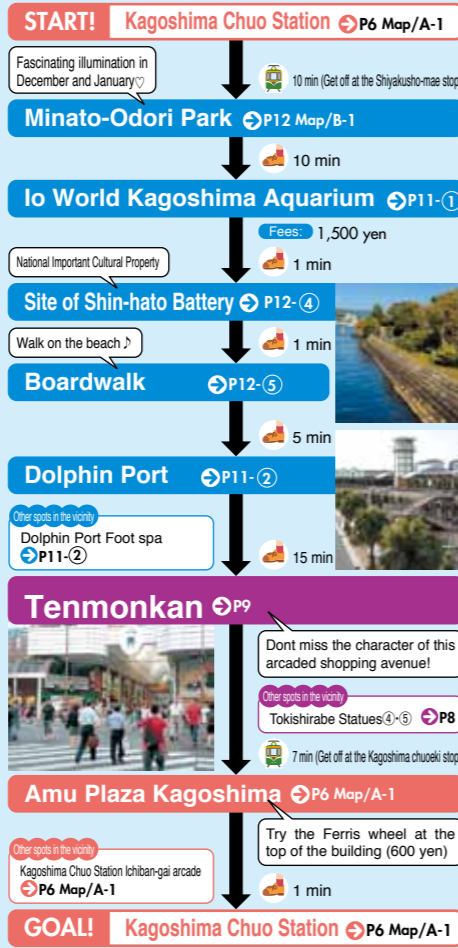 START! Kagoshima Chuo Station P6 Map/A-1
Fascinating illumination in
December and January♡
10 min (Get off at the Shiyakusho-mae stop
Minato-Odori Park P12 Map/B-1
10 min
Io World Kagoshima Aquarium P11-①
Fees: 1,500 yen
1 min
National Important Cultural Property
Site of Shin-hato Battery P12-④
Walk on the beach ♪
1 min
Boardwalk P12-⑤
5 min
Dolphin Port P11-②
Other spots in the vicinity
Dolphin Port Foot spa
P11-②
15 min
Tenmonkan P9
Dont miss the character of this
arcaded shopping avenue!
Other spots in the vicinity
Tokishirabe Statues④・⑤ P8
7 min (Get off at the Kagoshima chuoeki stop
Amu Plaza Kagoshima P6 Map/A-1
Try the Ferris wheel at the
top of the building (600 yen)
Other spots in the vicinity
Kagoshima Chuo Station Ichiban-gai arcade
P6 Map/A-1
1 min
GOAL! Kagoshima Chuo Station P6 Map/A-1